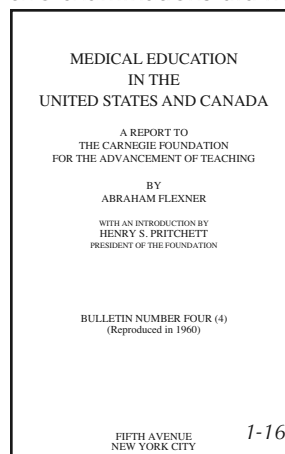 MEDICAL EDUCATION
IN THE
UNITED STATES AND CANADA
A REPORT TO
THE CARNEGIE FOUNDATION
FOR THE ADVANCEMENT OF TEACHING
BY
ABRAHAM FLEXNER
WITH AN INTRODUCTION BY
HENRY S. PRITCHETT
PRESIDENT OF THE FOUNDATION
BULLETIN NUMBER FOUR (4)
(Reproduced in 1960)
FIFTH AVENUE
NEW YORK CITY
1-16